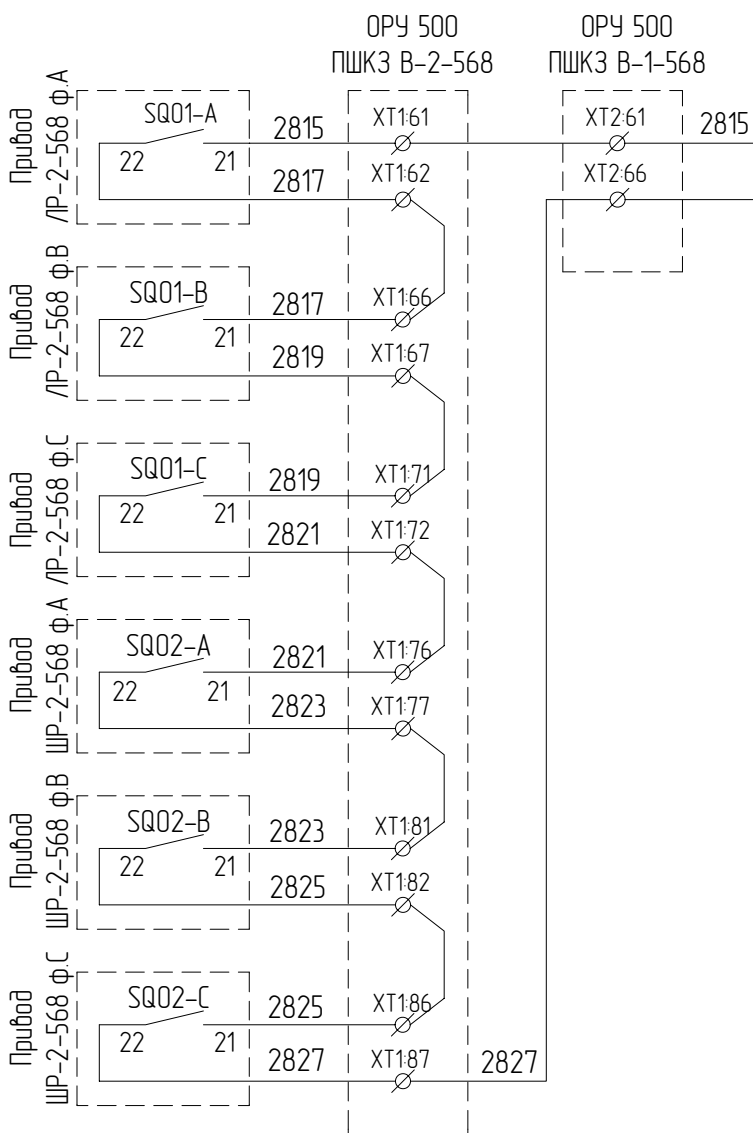 ОРУ 500
ПШКЗ В-2-568
ОРУ 500
ПШКЗ В-1-568
Привод
ЛР-2-568 ф.А
SQ01-A
22
21
2815
XT1:61
XT2:61
2815
2817
XT1:62
XT2:66
Привод
ЛР-2-568 ф.В
SQ01-B
22
21
2817
XT1:66
2819
XT1:67
Привод
ЛР-2-568 ф.С
SQ01-C
22
21
2819
XT1:71
2821
XT1:72
Привод
ШР-2-568 ф.А
SQ02-A
22
21
2821
XT1:76
2823
XT1:77
Привод
ШР-2-568 ф.В
SQ02-B
22
21
2823
XT1:81
2825
XT1:82
Привод
ШР-2-568 ф.С
SQ02-C
22
21
2825
XT1:86
2827
XT1:87
2827